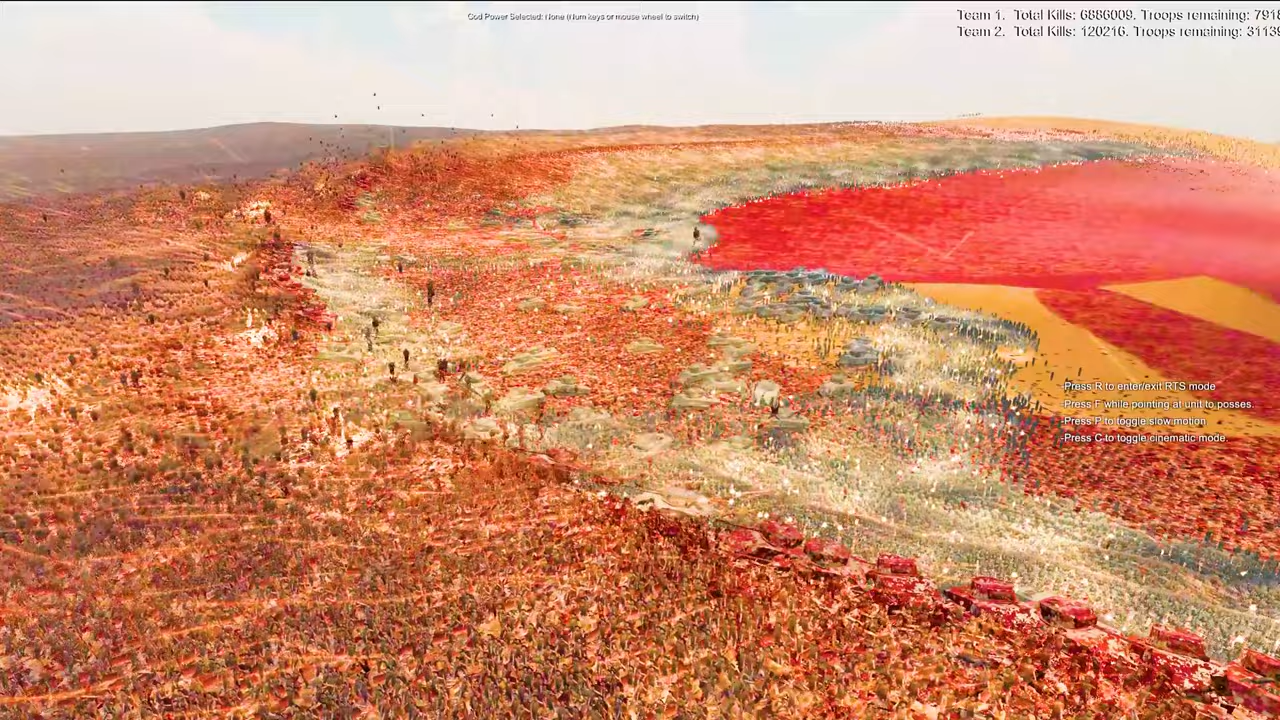 God Power Selected: None (Num keys or mouse wheel to switch)
Team 1. Total Kills: 6886009. Troops remaining: 7918
Team 2. Total Kills: 120216. Troops remaining: 31139
Press R to enter/exit RTS mode
Press F while pointing at unit to posses.
Press P to toggle slow motion
Press C to toggle cinematic mode.